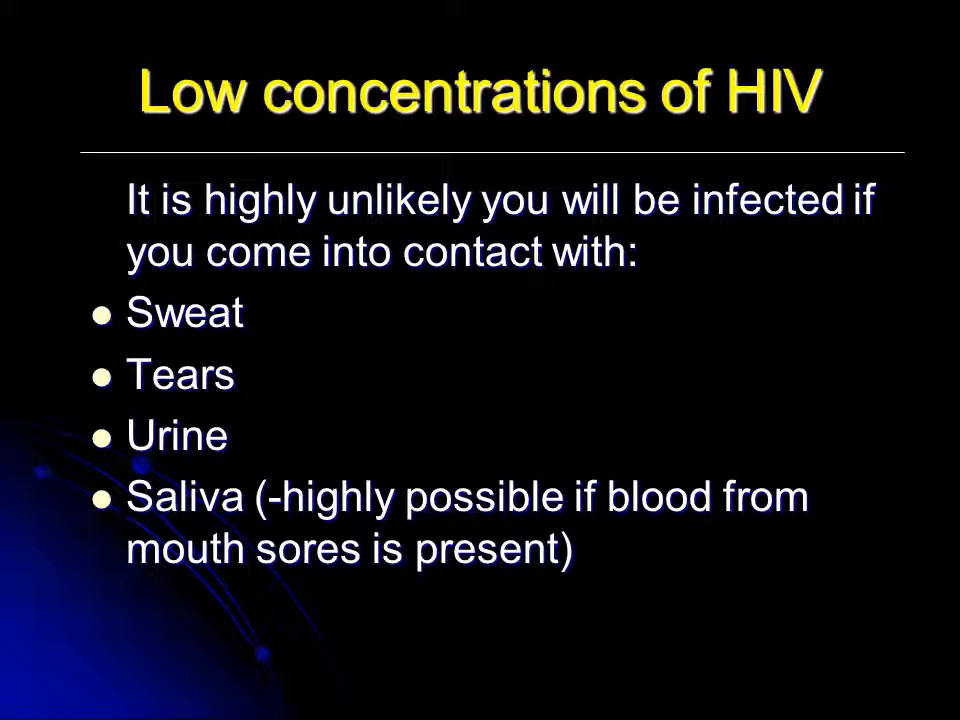 Low concentrations of HIV
It is highly unlikely you will be infected if
you come into contact with:
Sweat
Tears
Urine
Saliva (-highly possible if blood from
mouth sores is present)